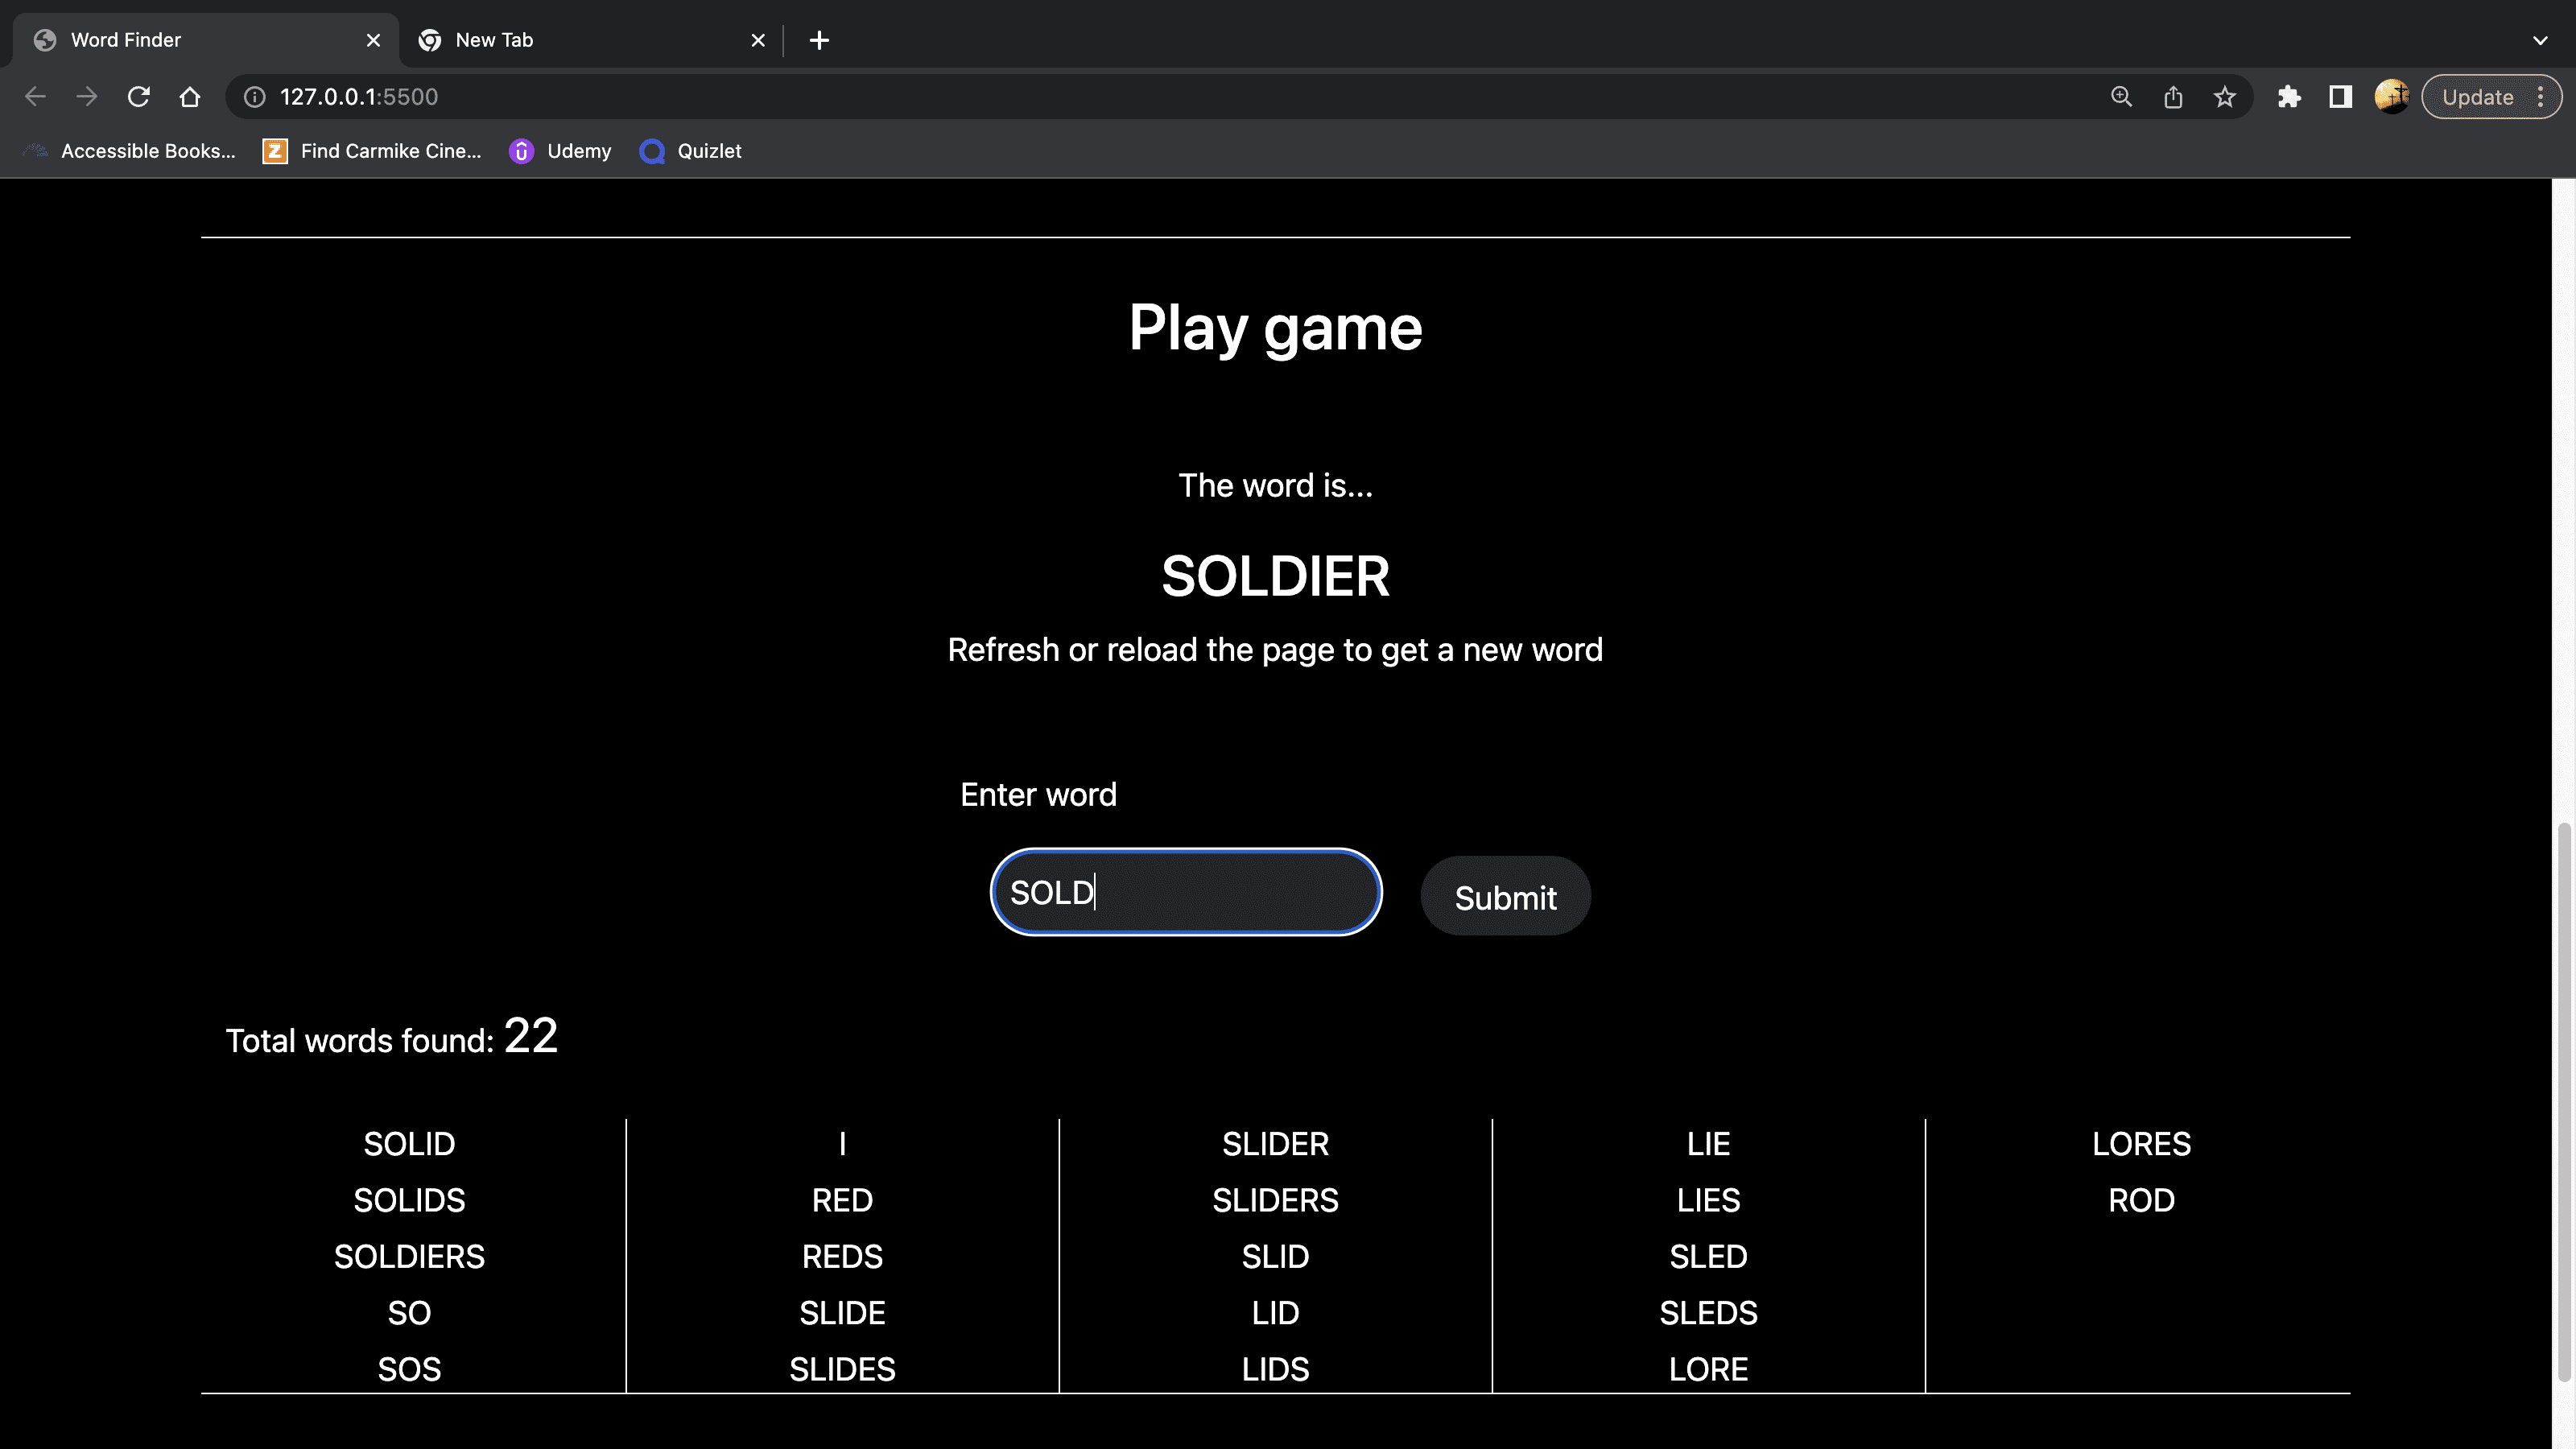 Word Finder
New Tab
127.0.0.1:5500
Update
Accessible Books...
Find Carmike Cine...
Udemy
Quizlet
Play game
The word is...
SOLDIER
Refresh or reload the page to get a new word
Enter word
SOLD
Submit
Total words found: 22
SOLID
SOLIDS
SOLDIERS
SO
SOS
I
RED
REDS
SLIDE
SLIDES
SLIDER
SLIDERS
SLID
LID
LIDS
LIE
LIES
SLED
SLEDS
LORE
LORES
ROD